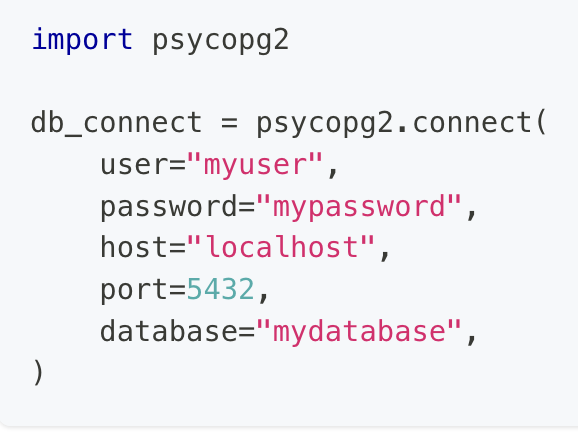 import psycopg2
db_connect = psycopg2.connect(
    user="myuser",
    password="mypassword",
    host="localhost",
    port=5432,
    database="mydatabase",
)